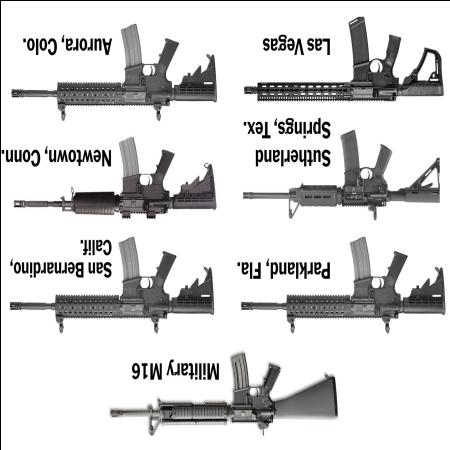 Military M16
Parkland, Fla.
San Bernardino,
Calif.
Sutherland
Springs, Tex.
Newtown, Conn.
Las Vegas
Aurora, Colo.